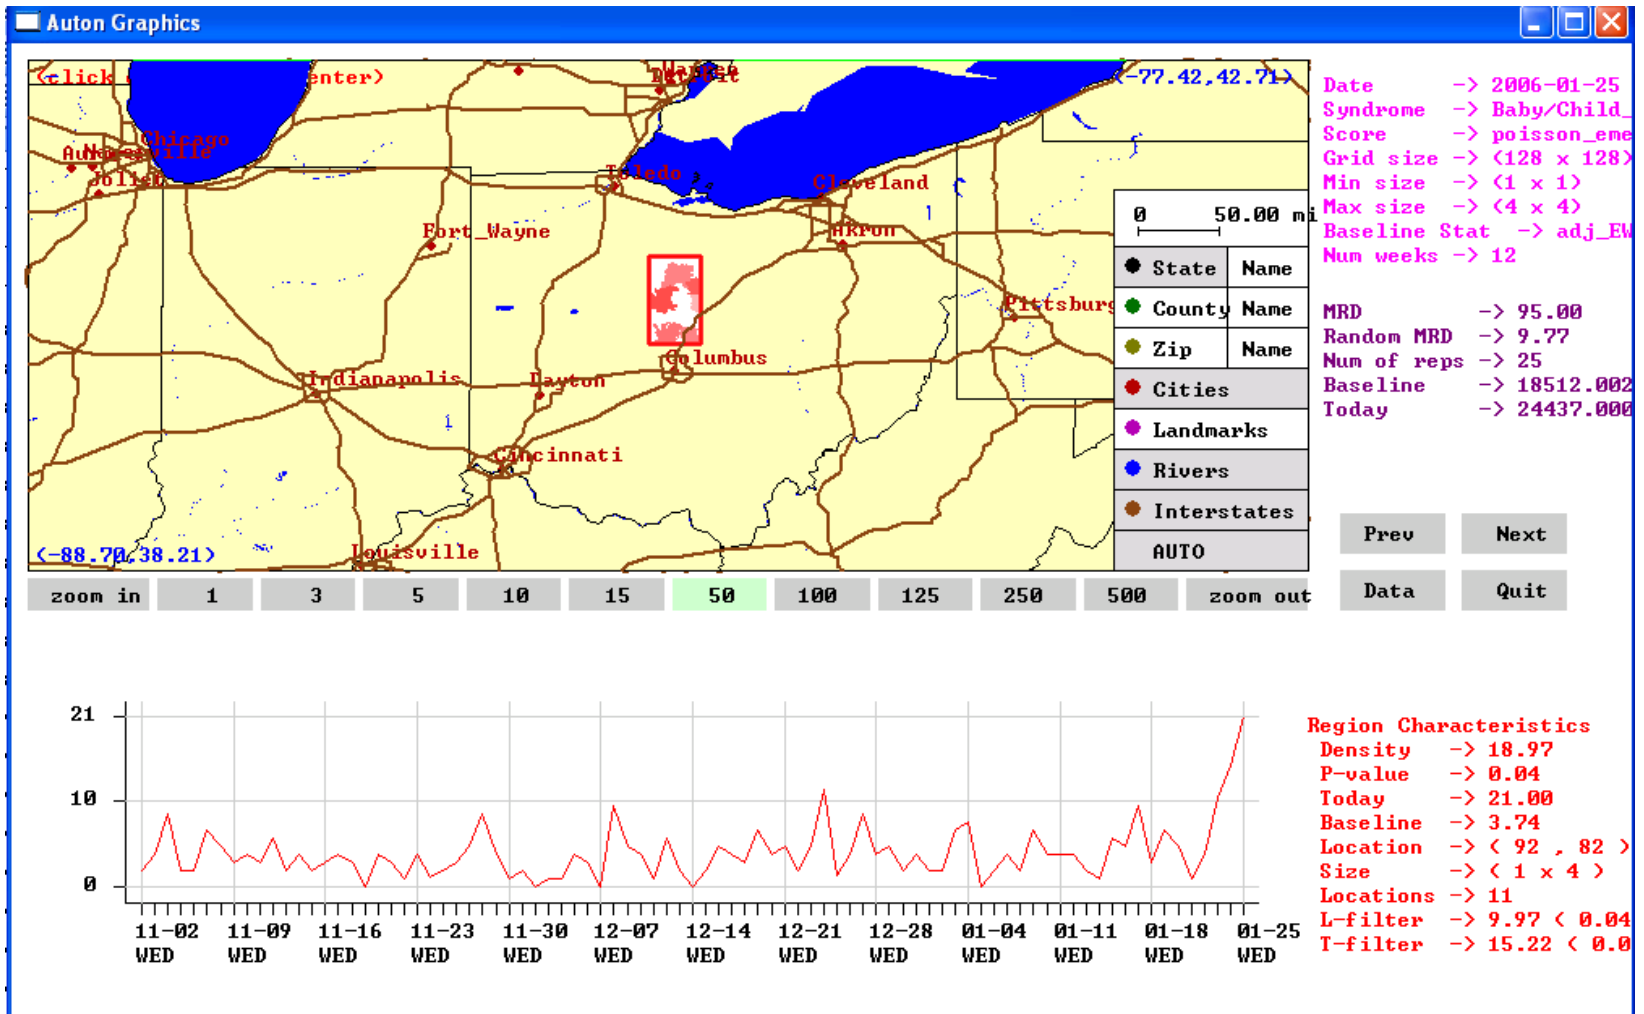 Auton Graphics
(click
enter)
Detroit
(-77.42,42.71)
Chicago
Joliet
Toledo
Cleveland
Fort_Wayne
Akron
Pittsburg
Columbus
Indianapolis
Dayton
Cincinnati
Louisville
(-88.70,38.21)
0 50.00 mi
State Name
County Name
Zip Name
Cities
Landmarks
Rivers
Interstates
AUTO
zoom in 1 3 5 10 15 50 100 125 250 500 zoom out
Date -> 2006-01-25
Syndrome -> Baby/Child_
Score -> poisson_eme
Grid size -> (128 x 128)
Min size -> (1 x 1)
Max size -> (4 x 4)
Baseline Stat -> adj_EW
Num weeks -> 12
MRD -> 95.00
Random MRD -> 9.77
Num of reps -> 25
Baseline -> 18512.002
Today -> 24437.000
Prev Next
Data Quit
21
10
0
11-02 11-09 11-16 11-23 11-30 12-07 12-14 12-21 12-28 01-04 01-11 01-18 01-25
WED WED WED WED WED WED WED WED WED WED WED WED WED
Region Characteristics
Density -> 18.97
P-value -> 0.04
Today -> 21.00
Baseline -> 3.74
Location -> ( 92 , 82 )
Size -> ( 1 x 4 )
Locations -> 11
L-filter -> 9.97 ( 0.04
T-filter -> 15.22 ( 0.0